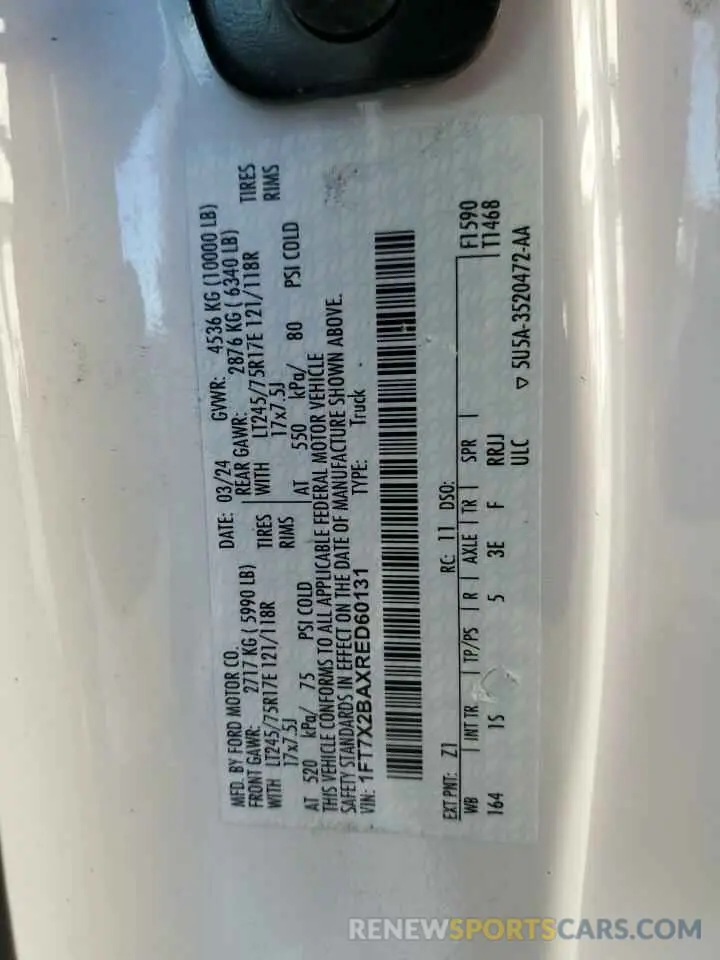 MFD. BY FORD MOTOR CO.
DATE: 03/24 GVWR: 4536 KG (10000 LB)
FRONT GAWR: 2717 KG ( 5990 LB) REAR GAWR: 2876 KG ( 6340 LB)
WITH LT245/75R17E 121/118R TIRES WITH LT245/75R17E 121/118R TIRES
17x7.5J RIMS 17x7.5J RIMS
AT 520 kPa/ 75 PSI COLD AT 550 kPa/ 80 PSI COLD
THIS VEHICLE CONFORMS TO ALL APPLICABLE FEDERAL MOTOR VEHICLE
SAFETY STANDARDS IN EFFECT ON THE DATE OF MANUFACTURE SHOWN ABOVE.
VIN: 1FT7X2BAXRED60131 TYPE: Truck
EXT PNT: Z1 RC: 11 DSO: F1590
WB INT TR TP/PS R AXLE TR SPR T1468
164 1S 5 3E F RRJJ
ULC ▽ 5U5A-3520472-AA
RENEWSPORTSCARS.COM